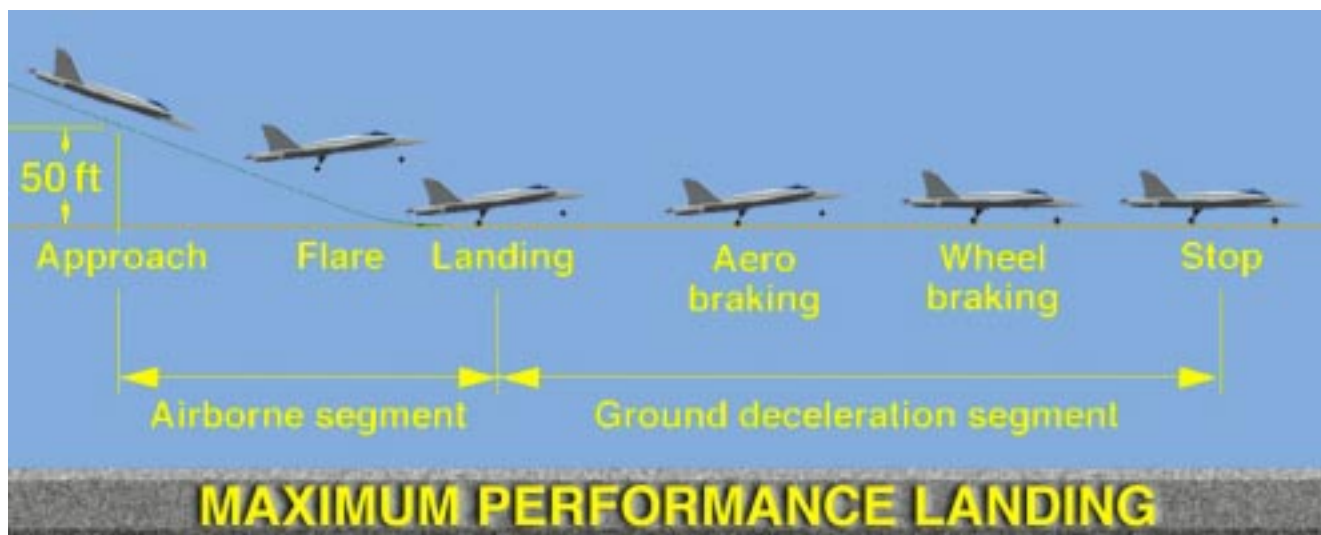 50 ft
Approach
Flare
Landing
Aero
braking
Wheel
braking
Stop
Airborne segment
Ground deceleration segment
MAXIMUM PERFORMANCE LANDING